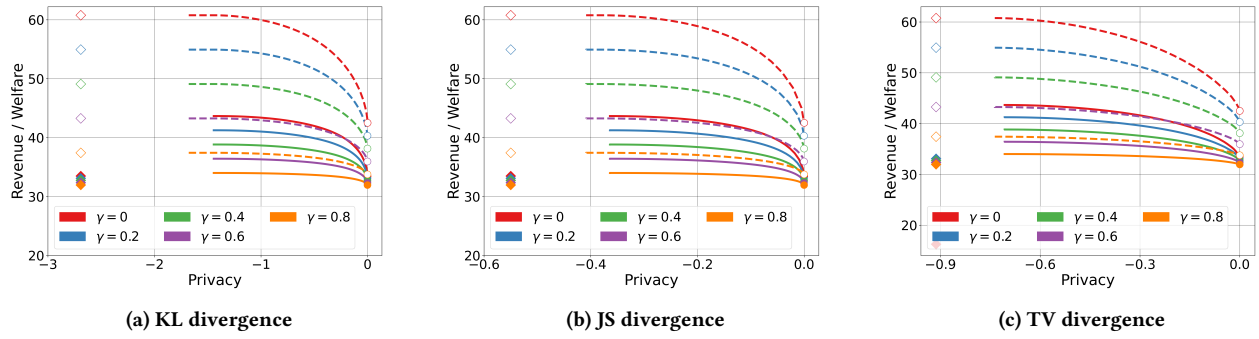 Revenue / Welfare
60
50
40
30
20
γ = 0
γ = 0.2
γ = 0.4
γ = 0.6
γ = 0.8
−3
−2
−1
0
Privacy
(a) KL divergence
Revenue / Welfare
60
50
40
30
20
γ = 0
γ = 0.2
γ = 0.4
γ = 0.6
γ = 0.8
−0.6
−0.4
−0.2
0.0
Privacy
(b) JS divergence
Revenue / Welfare
60
50
40
30
20
γ = 0
γ = 0.2
γ = 0.4
γ = 0.6
γ = 0.8
−0.9
−0.6
−0.3
0.0
Privacy
(c) TV divergence